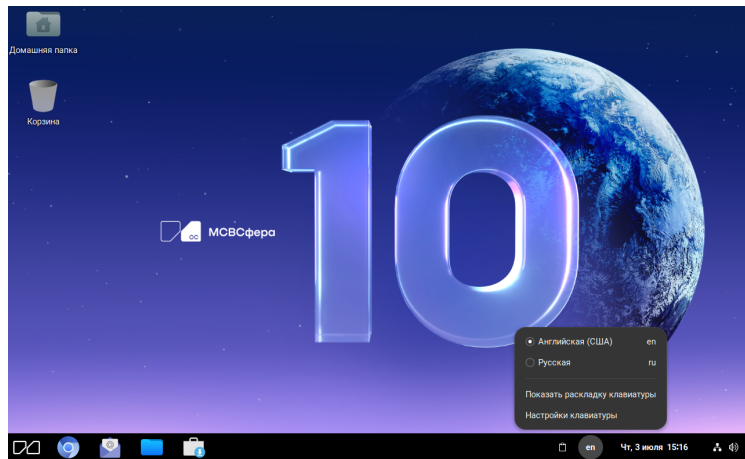 Домашняя папка
Корзина
10
ОС МСВСфера
Английская (США) en
Русская ru
Показать раскладку клавиатуры
Настройки клавиатуры
en Чт, 3 июля 15:16